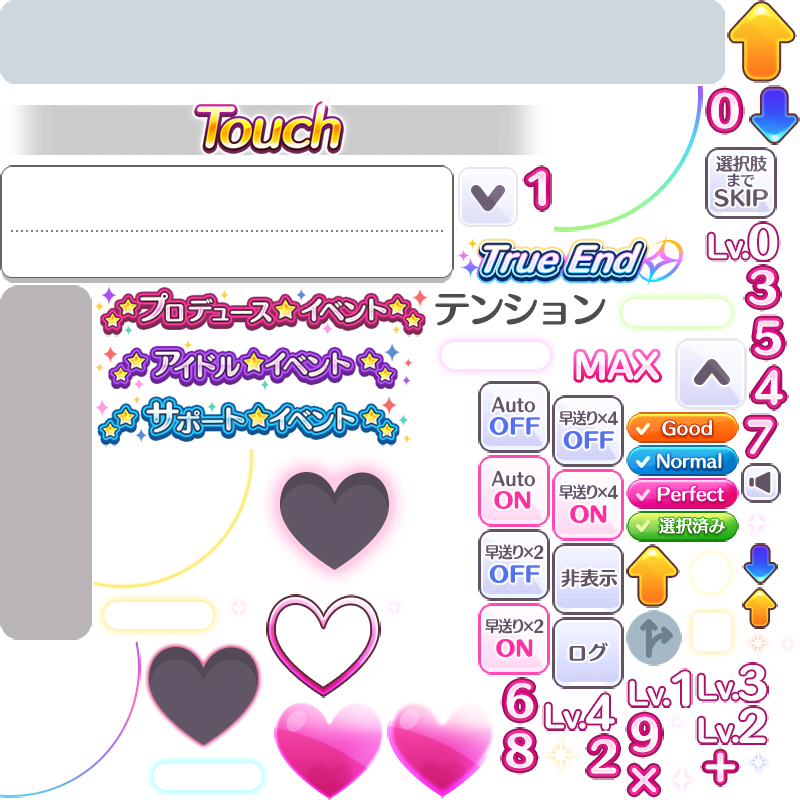 Touch
0
選択肢
まで
SKIP
1
True End
Lv.0
プロデュース★イベント
テンション
3
アイドル★イベント
MAX
5
サポート★イベント
4
Auto
OFF
早送り×4
OFF
Good
7
Normal
Auto
ON
早送り×4
ON
Perfect
選択済み
早送り×2
OFF
非表示
早送り×2
ON
ログ
6
Lv.4
Lv.1
Lv.3
8
2
9
Lv.2
×
+